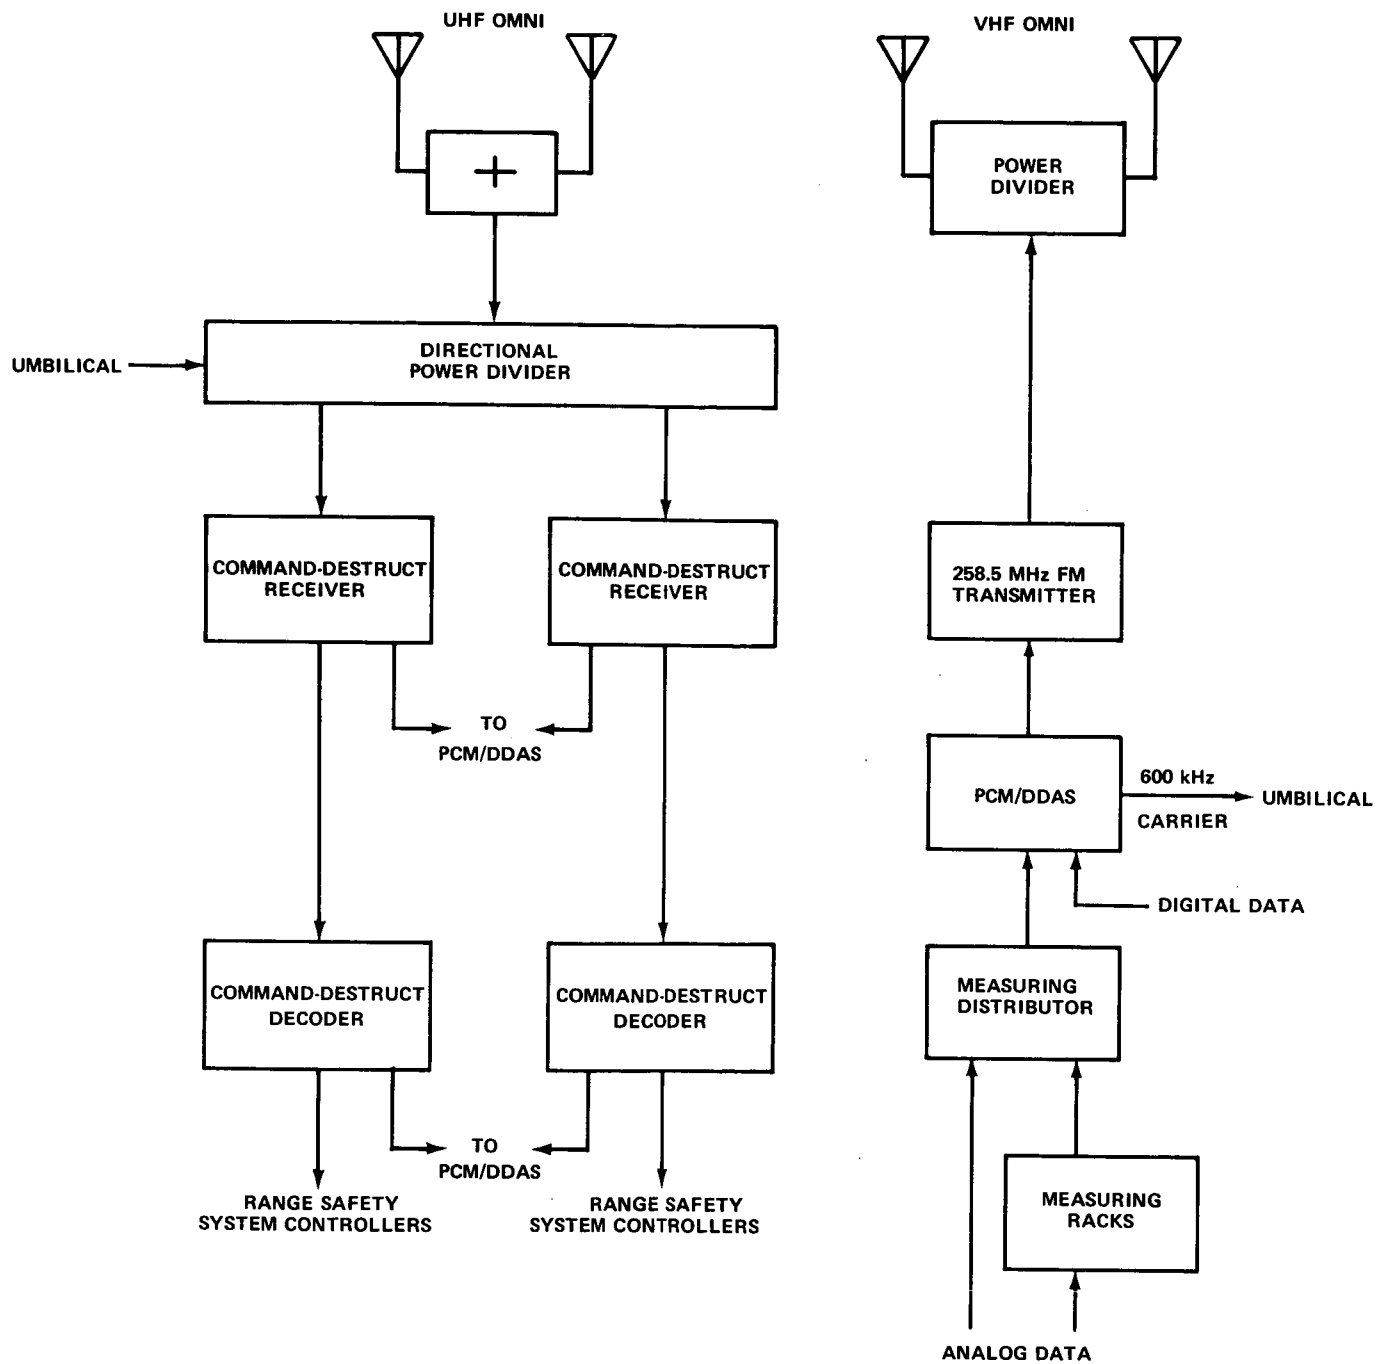 UHF OMNI
+
UMBILICAL
DIRECTIONAL
POWER DIVIDER
COMMAND-DESTRUCT
RECEIVER
COMMAND-DESTRUCT
RECEIVER
TO
PCM/DDAS
COMMAND-DESTRUCT
DECODER
COMMAND-DESTRUCT
DECODER
TO
PCM/DDAS
RANGE SAFETY
SYSTEM CONTROLLERS
RANGE SAFETY
SYSTEM CONTROLLERS
VHF OMNI
POWER
DIVIDER
258.5 MHz FM
TRANSMITTER
PCM/DDAS
600 kHz
CARRIER
UMBILICAL
DIGITAL DATA
MEASURING
DISTRIBUTOR
MEASURING
RACKS
ANALOG DATA